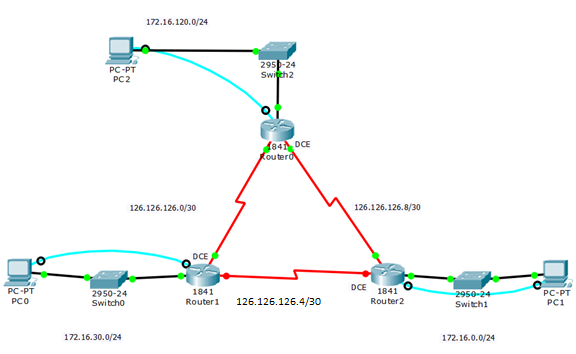 172.16.120.0/24
PC-PT
PC2
2950-24
Switch2
DCE
1841
Router0
126.126.126.0/30
126.126.126.8/30
DCE
PC-PT
PC0
2950-24
Switch0
1841
Router1
126.126.126.4/30
DCE
1841
Router2
2950-24
Switch1
PC-PT
PC1
172.16.30.0/24
172.16.0.0/24